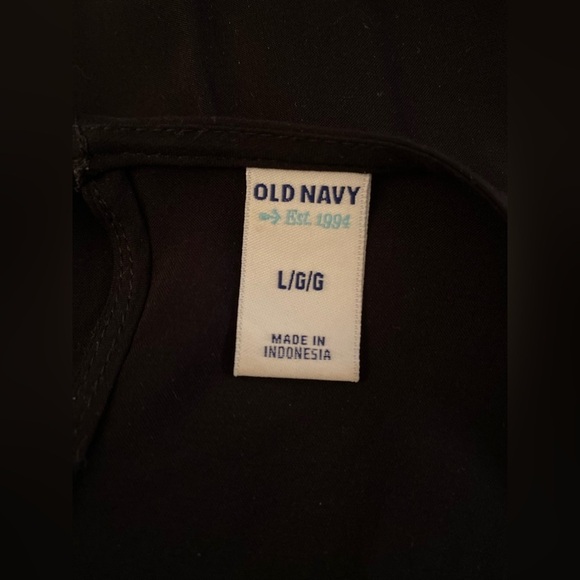 OLD NAVY
Est. 1994
L/G/G
MADE IN
INDONESIA